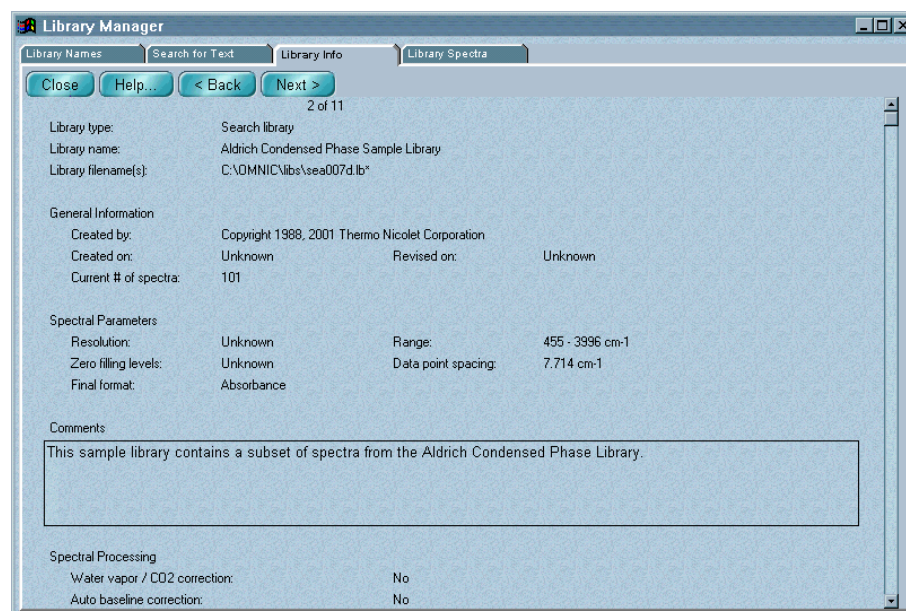 Library Manager
Library Names Search for Text Library Info Library Spectra
Close Help... < Back Next >
2 of 11
Library type: Search library
Library name: Aldrich Condensed Phase Sample Library
Library filename(s): C:\OMNIC\libs\sea007d.lb*
General Information
Created by: Copyright 1988, 2001 Thermo Nicolet Corporation
Created on: Unknown Revised on: Unknown
Current # of spectra: 101
Spectral Parameters
Resolution: Unknown Range: 455 - 3996 cm-1
Zero filling levels: Unknown Data point spacing: 7.714 cm-1
Final format: Absorbance
Comments
This sample library contains a subset of spectra from the Aldrich Condensed Phase Library.
Spectral Processing
Water vapor / CO2 correction: No
Auto baseline correction: No